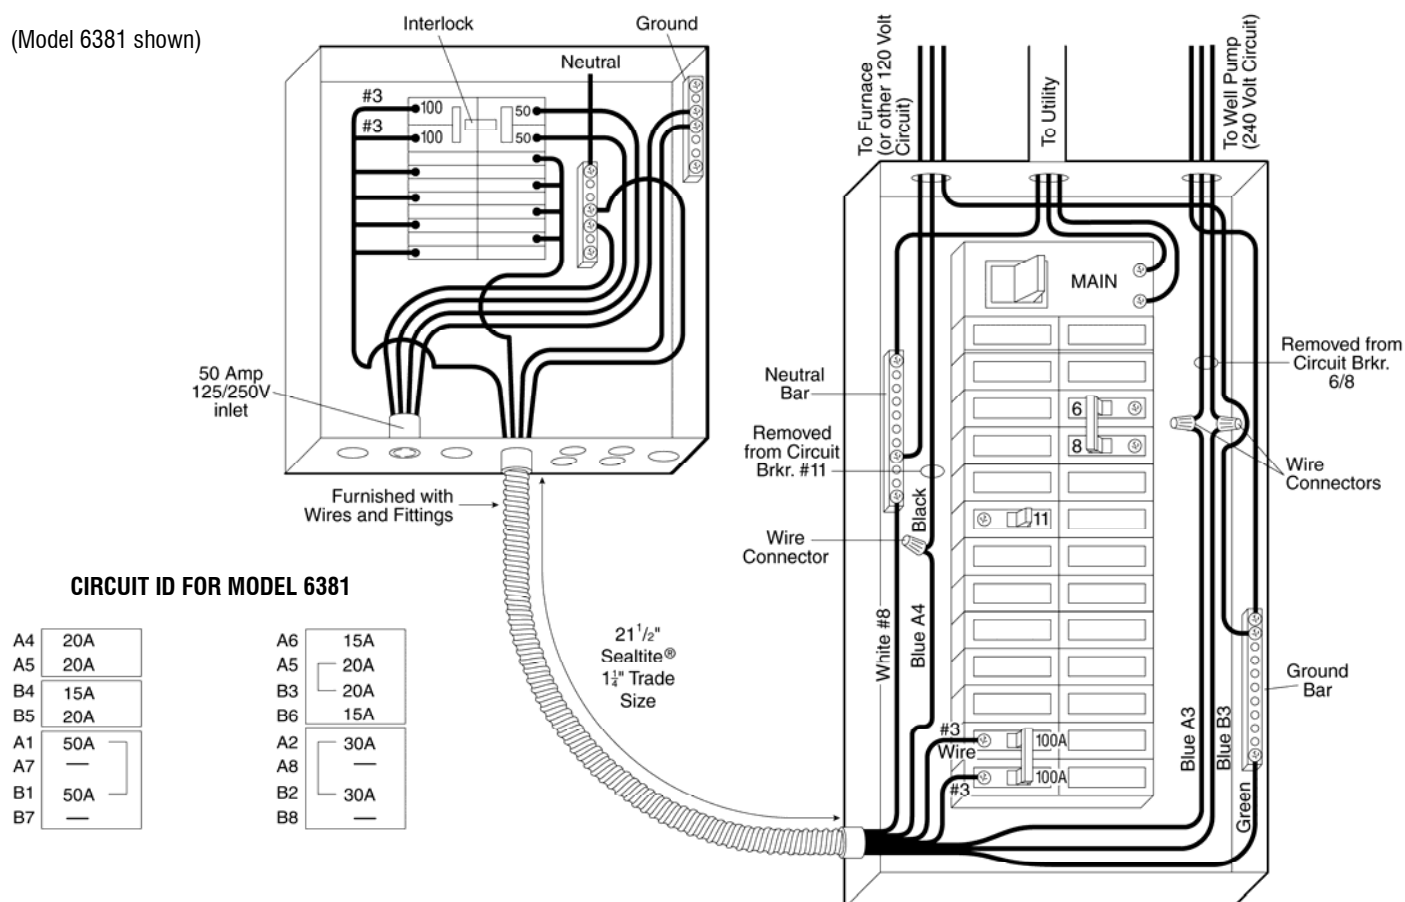 (Model 6381 shown)
Interlock
Ground
Neutral
#3
100
50
#3
100
50
50 Amp
125/250V
inlet
Furnished with
Wires and Fittings
21 1/2"
Sealtite®
1 1/4" Trade
Size
CIRCUIT ID FOR MODEL 6381
A4 20A
A5 20A
B4 15A
B5 20A
A1 50A
A7 —
B1 50A
B7 —
A6 15A
A5 20A
B3 20A
B6 15A
A2 30A
A8 —
B2 30A
B8 —
To Furnace
(or other 120 Volt
Circuit)
To Utility
To Well Pump
(240 Volt Circuit)
MAIN
Neutral
Bar
Removed
from Circuit
Brkr. #11
Black
Wire
Connector
White #8
Blue A4
6
8
11
#3
Wire
100A
#3
100A
Removed from
Circuit Brkr.
6/8
Wire
Connectors
Blue A3
Blue B3
Green
Ground
Bar